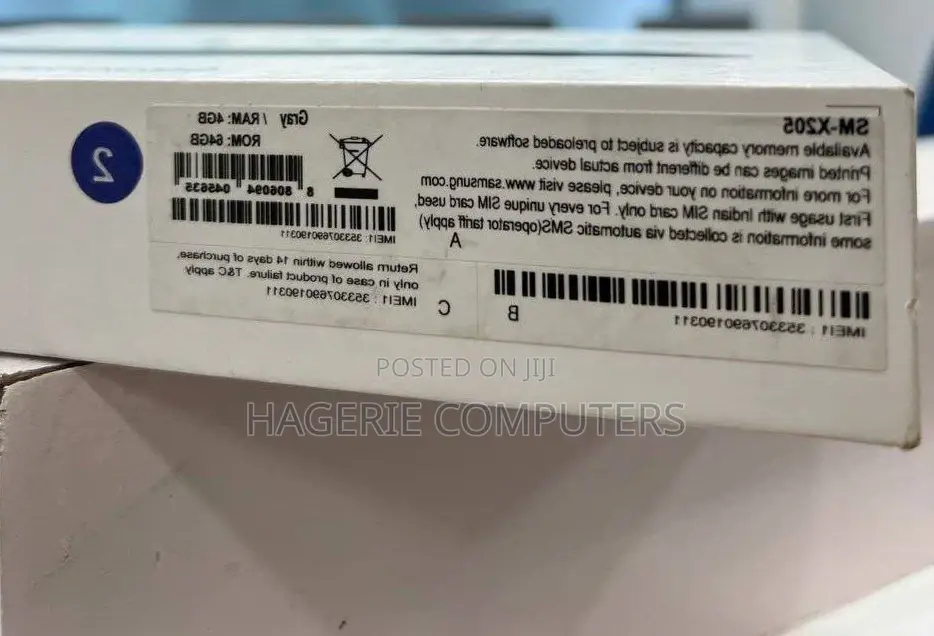 SM-X205
Available memory capacity is subject to preloaded software.
Printed images can be different from actual device.
For more information on your device, please visit www.samsung.com
First usage with Indian SIM card only. For every unique SIM card used,
some information is collected via automatic SMS(operator tariff apply)
A
Gray / RAM: 4GB
ROM: 64GB
8 806094 045635
IMEI1: 353307690190311
IMEI1 : 353307690190311
B
C
Return allowed within 14 days of purchase,
only in case of product failure. T&C apply
IMEI1 : 353307690190311
2
POSTED ON JIJI
HAGERIE COMPUTERS